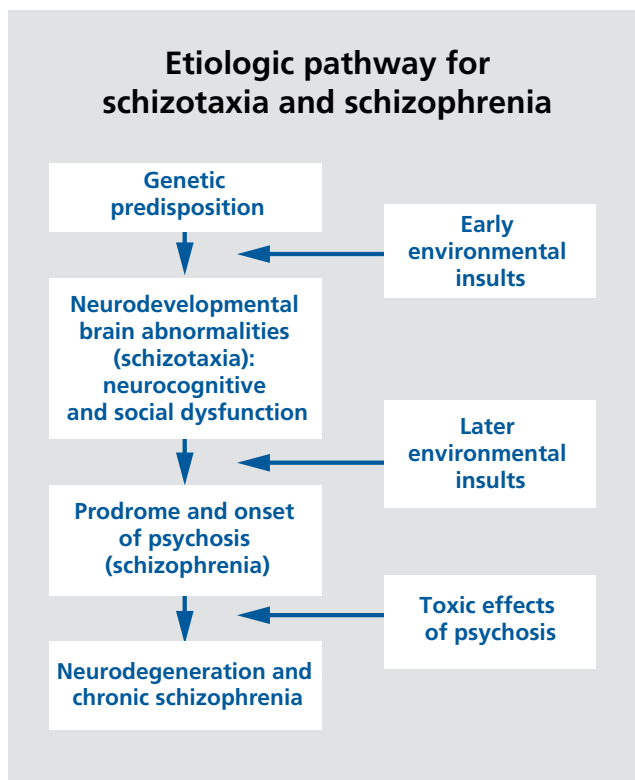 Etiologic pathway for
schizotaxia and schizophrenia
Genetic
predisposition
Early
environmental
insults
Neurodevelopmental
brain abnormalities
(schizotaxia):
neurocognitive
and social dysfunction
Later
environmental
insults
Prodrome and onset
of psychosis
(schizophrenia)
Toxic effects
of psychosis
Neurodegeneration and
chronic schizophrenia